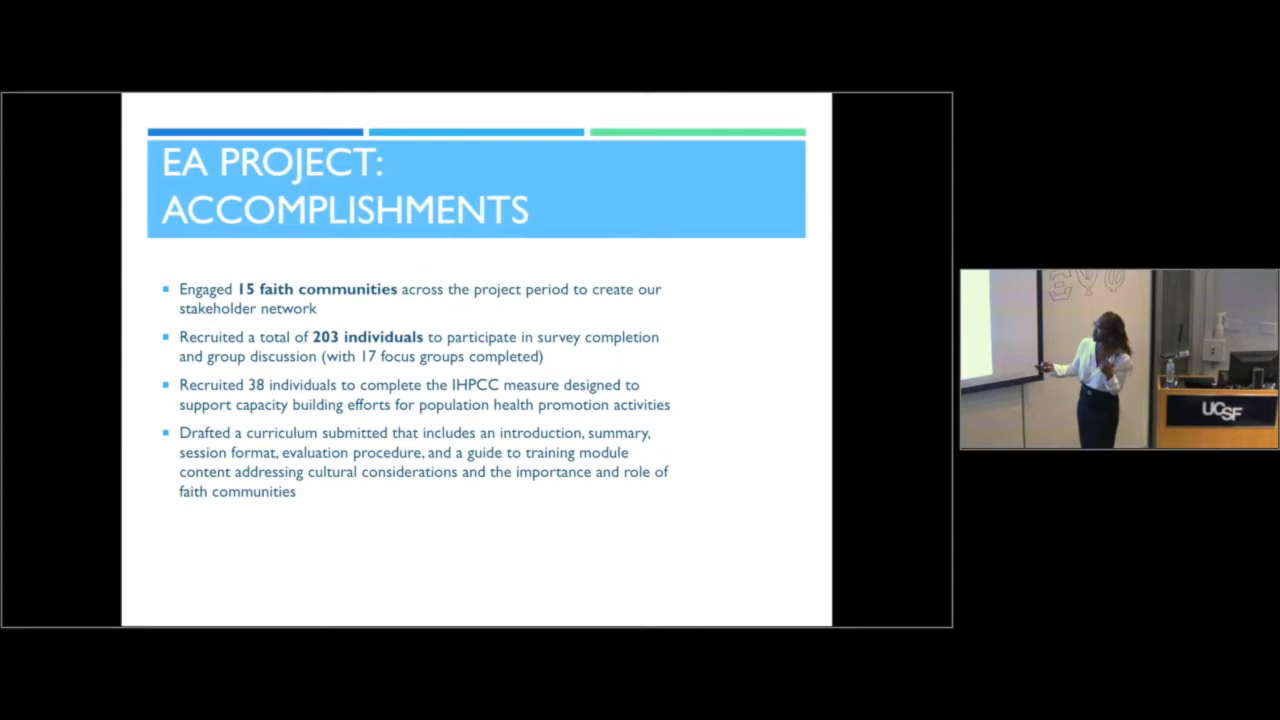 EA PROJECT:
ACCOMPLISHMENTS
Engaged 15 faith communities across the project period to create our
stakeholder network
Recruited a total of 203 individuals to participate in survey completion
and group discussion (with 17 focus groups completed)
Recruited 38 individuals to complete the IHPCC measure designed to
support capacity building efforts for population health promotion activities
Drafted a curriculum submitted that includes an introduction, summary,
session format, evaluation procedure, and a guide to training module
content addressing cultural considerations and the importance and role of
faith communities
UCSF